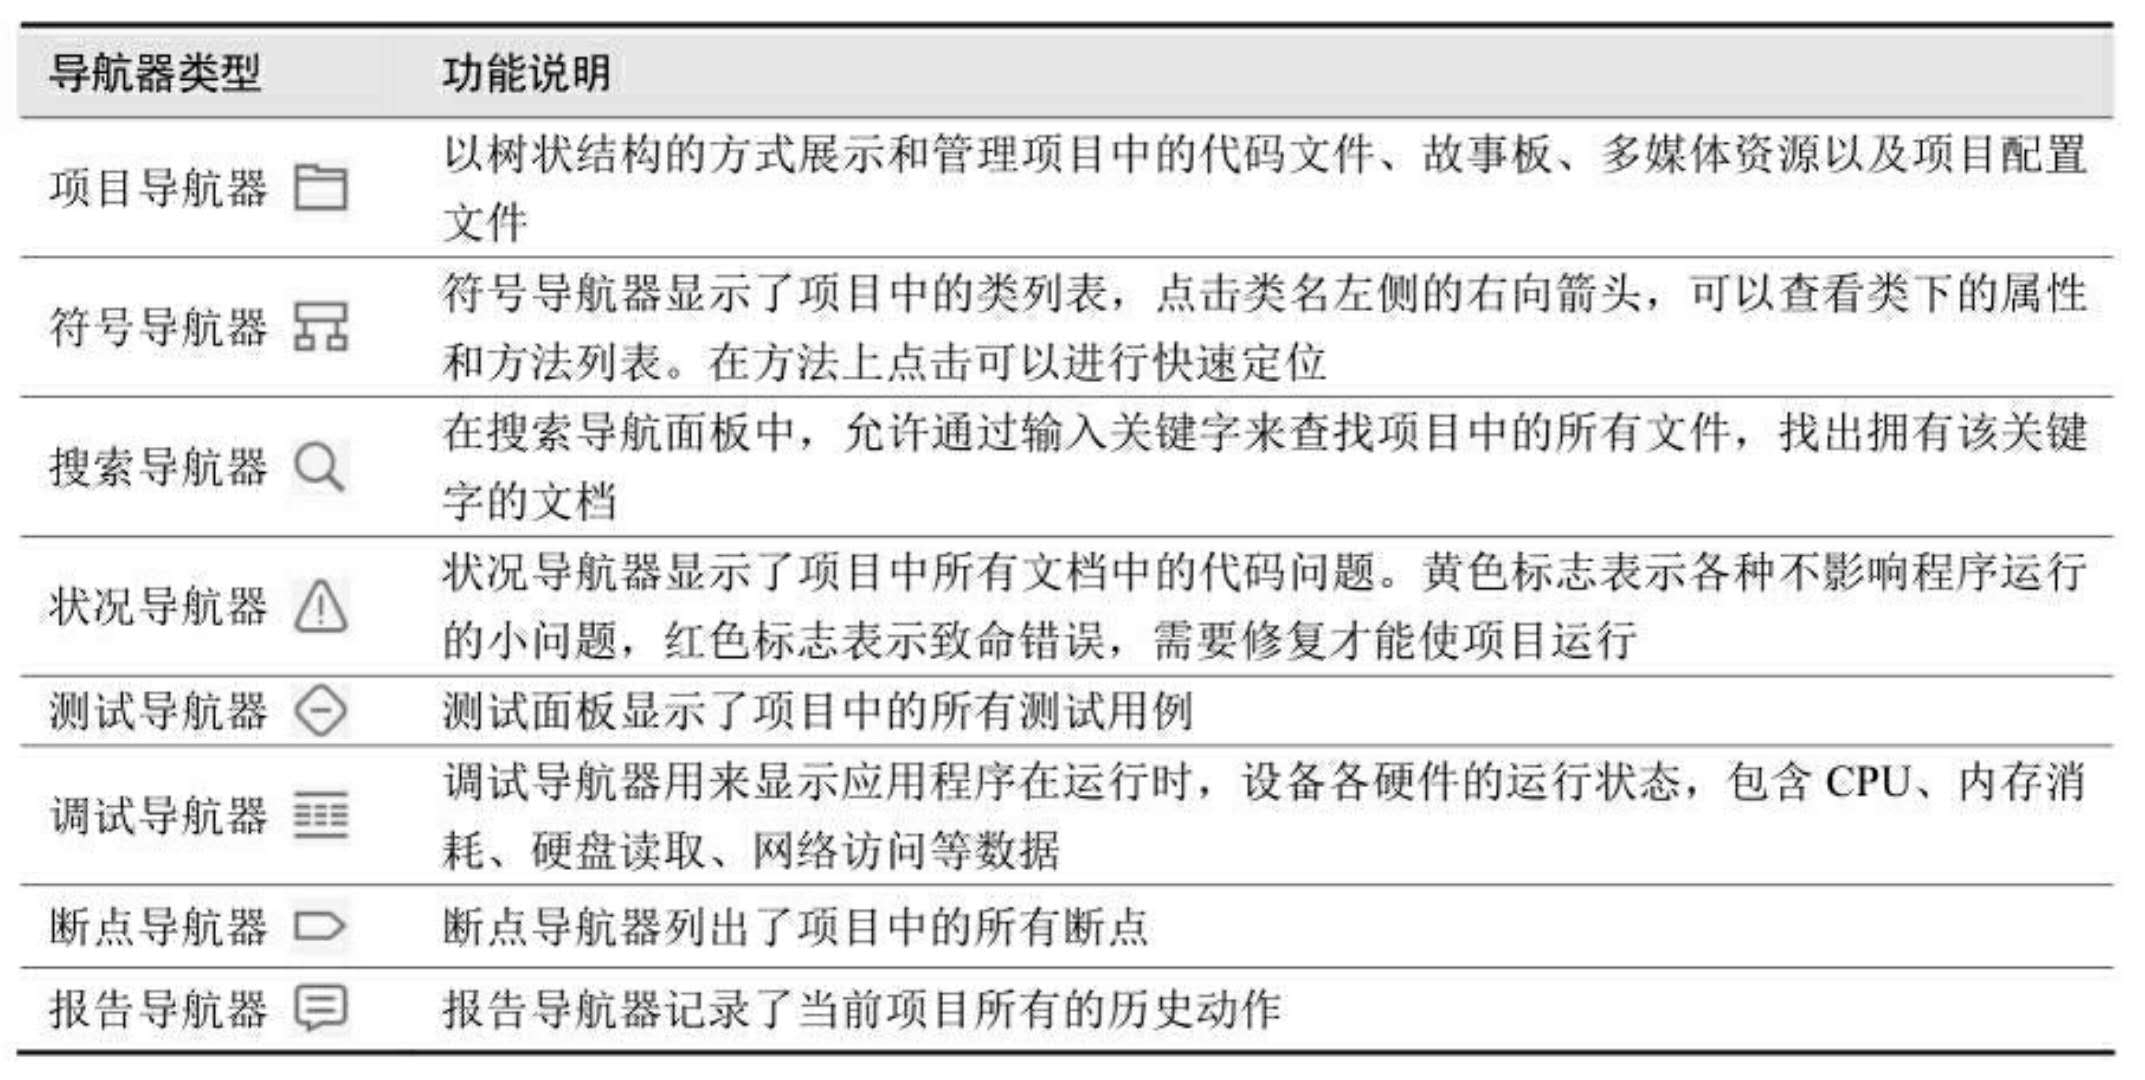 导航器类型 功能说明
项目导航器 以树状结构的方式展示和管理项目中的代码文件、故事板、多媒体资源以及项目配置
文件
符号导航器 符号导航器显示了项目中的类列表，点击类名左侧的右向箭头，可以查看类下的属性
和方法列表。在方法上点击可以进行快速定位
搜索导航器 在搜索导航面板中，允许通过输入关键字来查找项目中的所有文件，找出拥有该关键
字的文档
状况导航器 状况导航器显示了项目中所有文档中的代码问题。黄色标志表示各种不影响程序运行
的小问题，红色标志表示致命错误，需要修复才能使项目运行
测试导航器 测试面板显示了项目中的所有测试用例
调试导航器 调试导航器用来显示应用程序在运行时，设备各硬件的运行状态，包含 CPU、内存消
耗、硬盘读取、网络访问等数据
断点导航器 断点导航器列出了项目中的所有断点
报告导航器 报告导航器记录了当前项目所有的历史动作